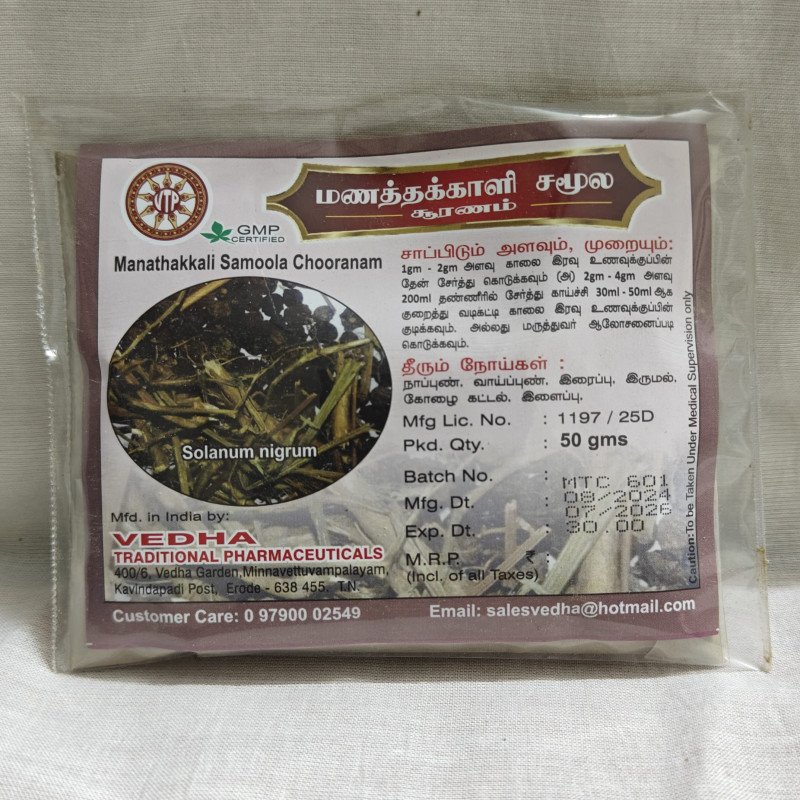 VTP
GMP
CERTIFIED
மணத்தக்காளி சமூல
சூரணம்
Manathakkali Samoola Chooranam
Solanum nigrum
சாப்பிடும் அளவும், முறையும்:
1gm - 2gm அளவு காலை இரவு உணவுக்குப்பின்
தேன் சேர்த்து கொடுக்கவும் (அ) 2gm - 4gm அளவு
200ml தண்ணீரில் சேர்த்து காய்ச்சி 30ml - 50ml ஆக
குறைத்து வடிகட்டி காலை இரவு உணவுக்குப்பின்
குடிக்கவும். அல்லது மருத்துவர் ஆலோசனைப்படி
கொடுக்கவும்.
தீரும் நோய்கள் :
நாப்புண், வாய்ப்புண், இரைப்பு, இருமல்,
கோழை கட்டல், இளைப்பு.
Mfg Lic. No. : 1197 / 25D
Pkd. Qty. : 50 gms
Batch No. : MTC 601
Mfg. Dt. : 08/2024
Exp. Dt. : 07/2026
M.R.P. ₹ : 30.00
(Incl. of all Taxes)
Caution:To be Taken Under Medical Supervision only
Mfd. in India by:
VEDHA
TRADITIONAL PHARMACEUTICALS
400/6, Vedha Garden,Minnavettuvampalayam,
Kavindapadi Post, Erode - 638 455. T.N.
Customer Care: 0 97900 02549
Email: salesvedha@hotmail.com